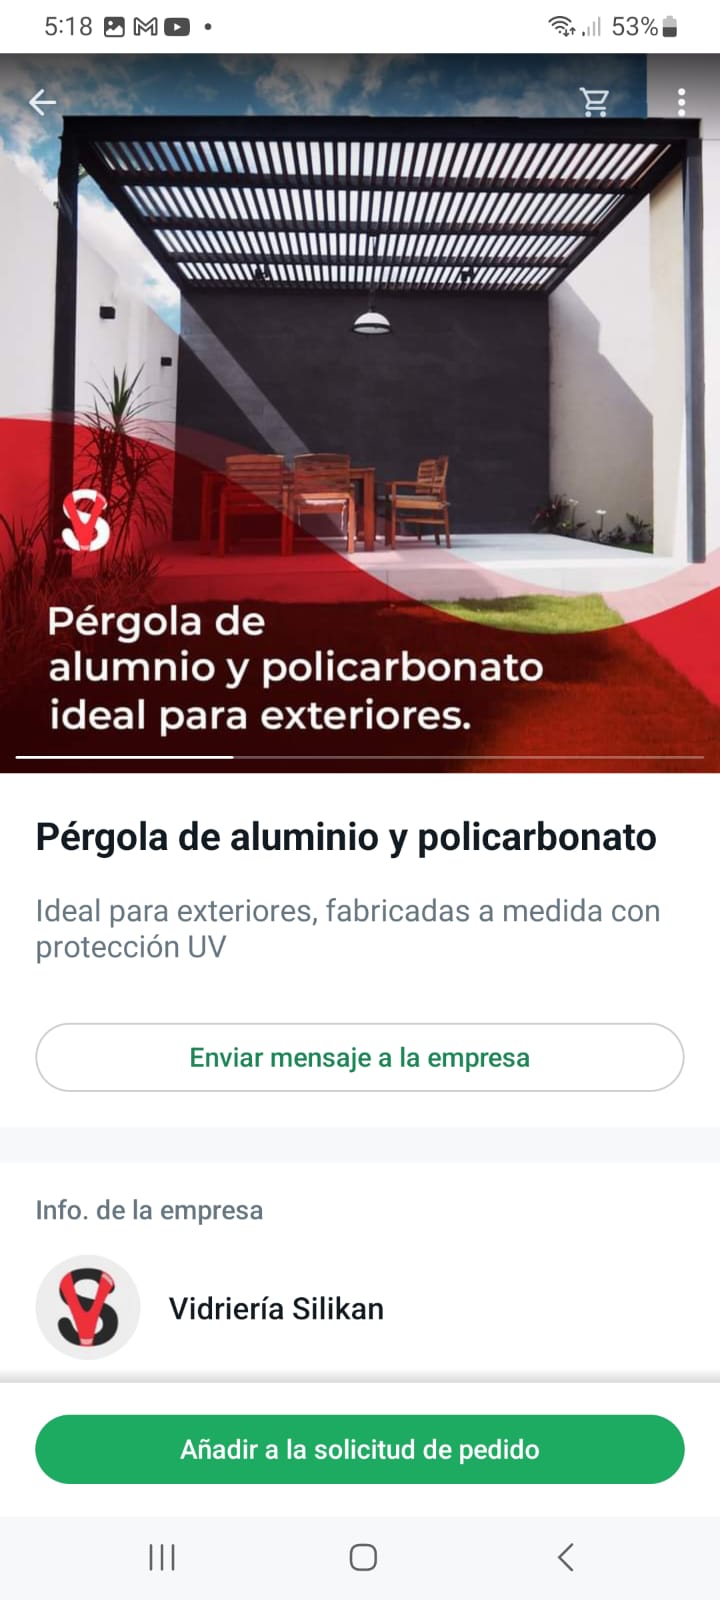 5:18
53%
Pérgola de
alumnio y policarbonato
ideal para exteriores.
Pérgola de aluminio y policarbonato
Ideal para exteriores, fabricadas a medida con
protección UV
Enviar mensaje a la empresa
Info. de la empresa
Vidriería Silikan
Añadir a la solicitud de pedido